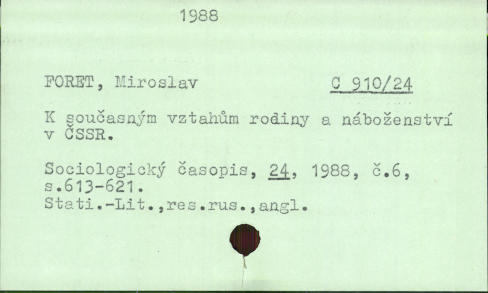 1988
FORET, Miroslav C 910/24
K současným vztahům rodiny a náboženství
v ČSSR.
Sociologický časopis, 24, 1988, č.6,
s.613-621.
Stati.-Lit.,res.rus.,angl.